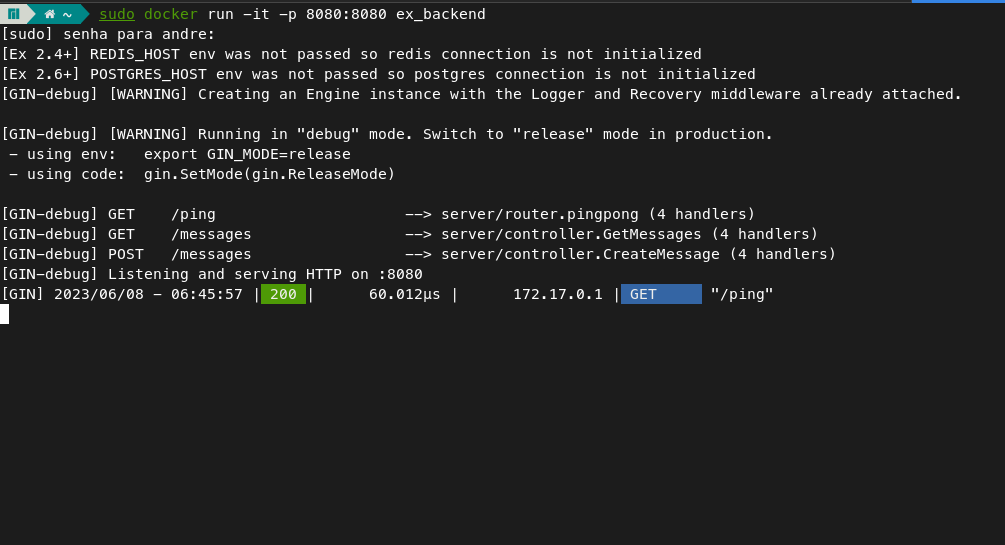 ~ sudo docker run -it -p 8080:8080 ex_backend
[sudo] senha para andre:
[Ex 2.4+] REDIS_HOST env was not passed so redis connection is not initialized
[Ex 2.6+] POSTGRES_HOST env was not passed so postgres connection is not initialized
[GIN-debug] [WARNING] Creating an Engine instance with the Logger and Recovery middleware already attached.
[GIN-debug] [WARNING] Running in "debug" mode. Switch to "release" mode in production.
- using env:   export GIN_MODE=release
- using code:  gin.SetMode(gin.ReleaseMode)
[GIN-debug] GET    /ping                     --> server/router.pingpong (4 handlers)
[GIN-debug] GET    /messages                 --> server/controller.GetMessages (4 handlers)
[GIN-debug] POST   /messages                 --> server/controller.CreateMessage (4 handlers)
[GIN-debug] Listening and serving HTTP on :8080
[GIN] 2023/06/08 - 06:45:57 | 200 |      60.012µs |      172.17.0.1 | GET      "/ping"